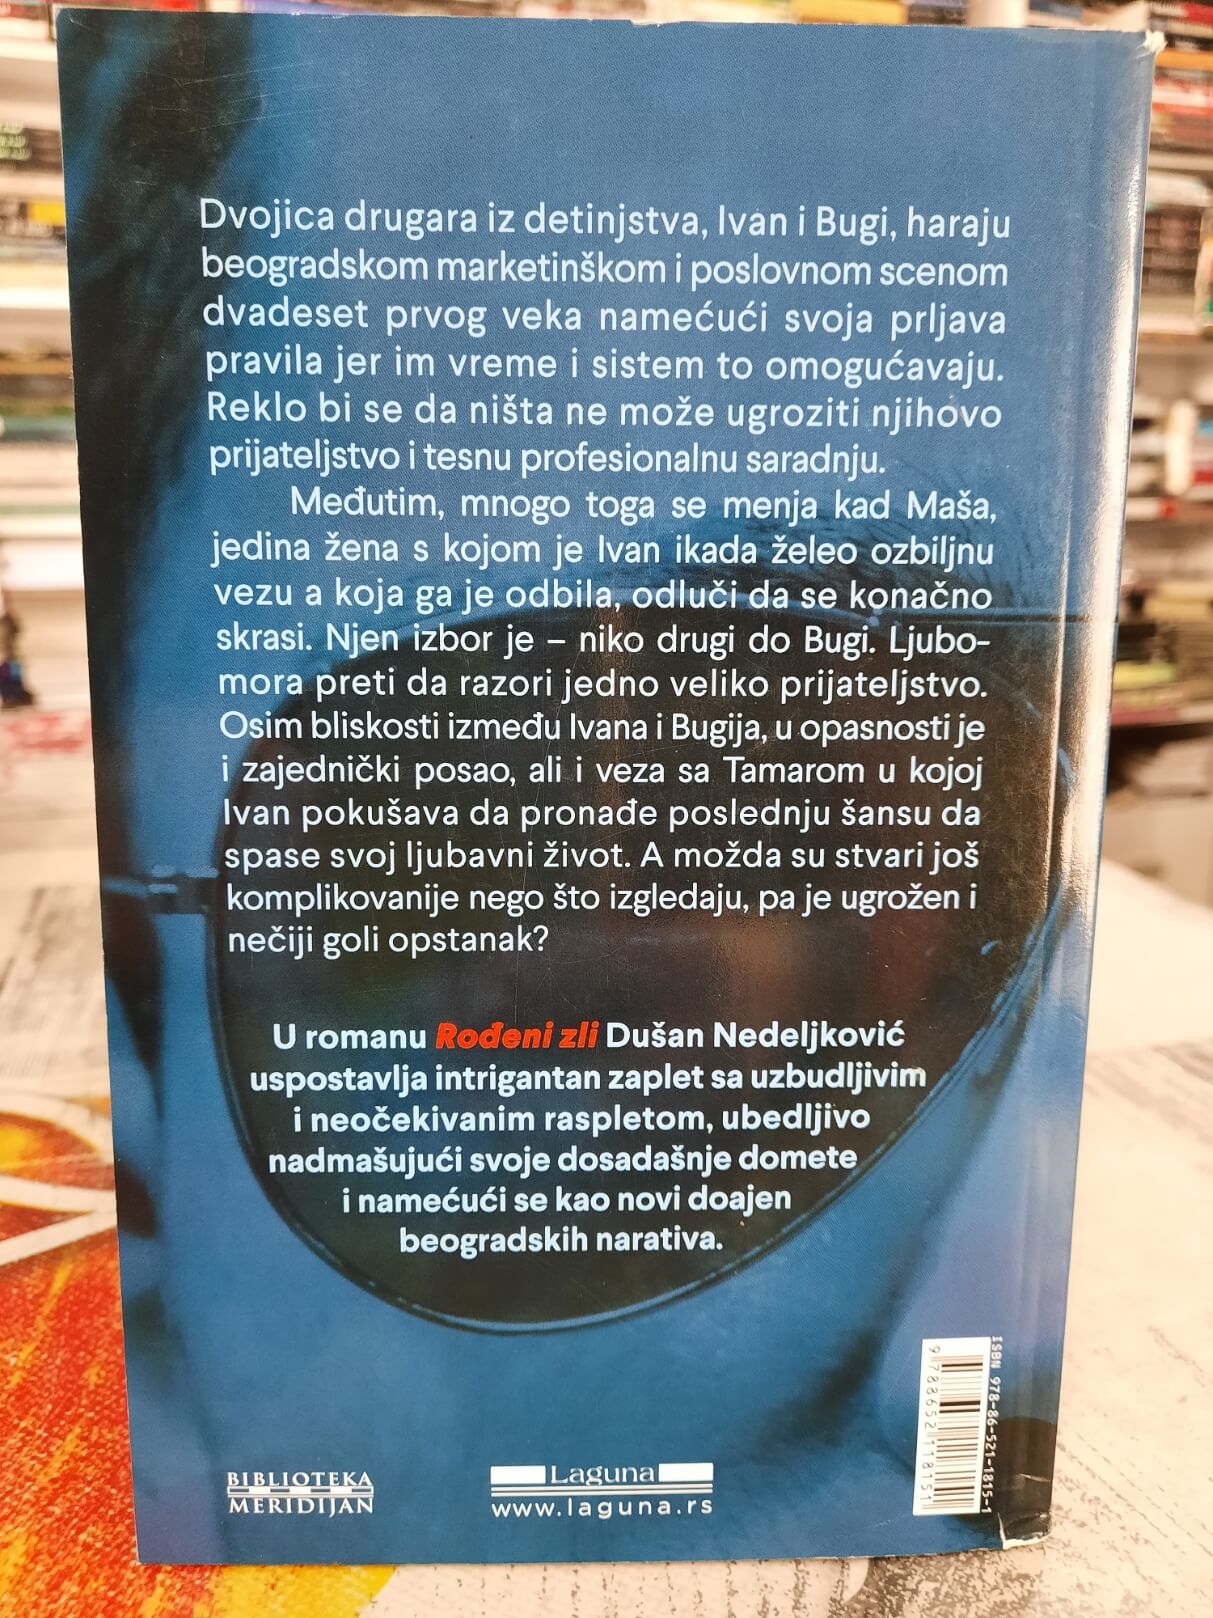 Dvojica drugara iz detinjstva, Ivan i Bugi, haraju
beogradskom marketinškom i poslovnom scenom
dvadeset prvog veka namećući svoja prljava
pravila jer im vreme i sistem to omogućavaju.
Reklo bi se da ništa ne može ugroziti njihovo
prijateljstvo i tesnu profesionalnu saradnju.
Međutim, mnogo toga se menja kad Maša,
jedina žena s kojom je Ivan ikada želeo ozbiljnu
vezu a koja ga je odbila, odluči da se konačno
skrasi. Njen izbor je – niko drugi do Bugi. Ljubo-
mora preti da razori jedno veliko prijateljstvo.
Osim bliskosti između Ivana i Bugija, u opasnosti je
i zajednički posao, ali i veza sa Tamarom u kojoj
Ivan pokušava da pronađe poslednju šansu da
spase svoj ljubavni život. A možda su stvari još
komplikovanije nego što izgledaju, pa je ugrožen i
nečiji goli opstanak?
U romanu Rođeni zli Dušan Nedeljković
uspostavlja intrigantan zaplet sa uzbudljivim
i neočekivanim raspletom, ubedljivo
nadmašujući svoje dosadašnje domete
i namećući se kao novi doajen
beogradskih narativa.
BIBLIOTEKA
MERIDIJAN
Laguna
www.laguna.rs
ISBN 978-86-521-1815-1
9788652118151